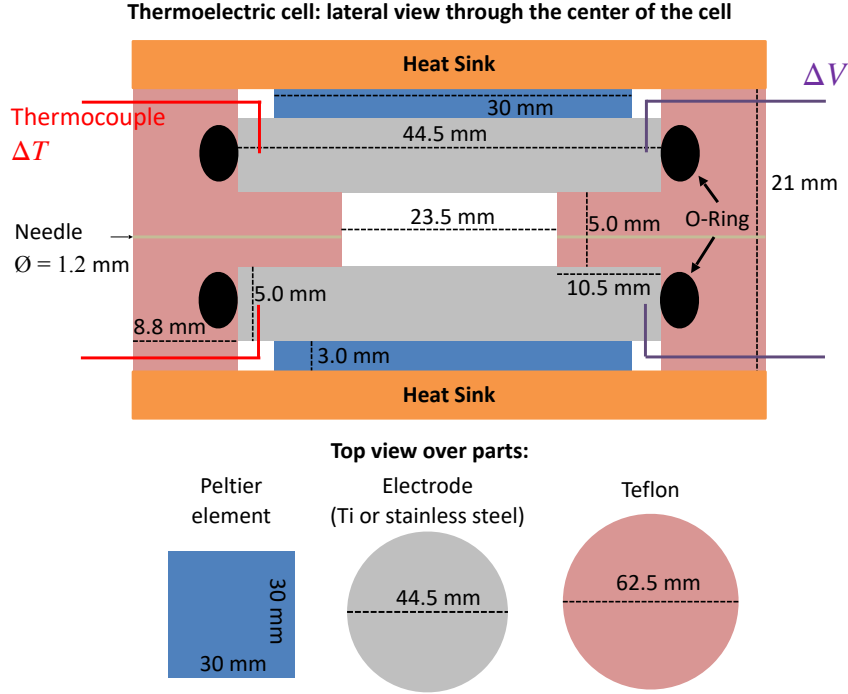 Thermoelectric cell: lateral view through the center of the cell
Heat Sink
ΔV
30 mm
Thermocouple
ΔT
44.5 mm
21 mm
23.5 mm
5.0 mm
O-Ring
Needle
Ø = 1.2 mm
5.0 mm
10.5 mm
8.8 mm
3.0 mm
Heat Sink
Top view over parts:
Peltier
element
Electrode
(Ti or stainless steel)
Teflon
30 mm
30 mm
44.5 mm
62.5 mm